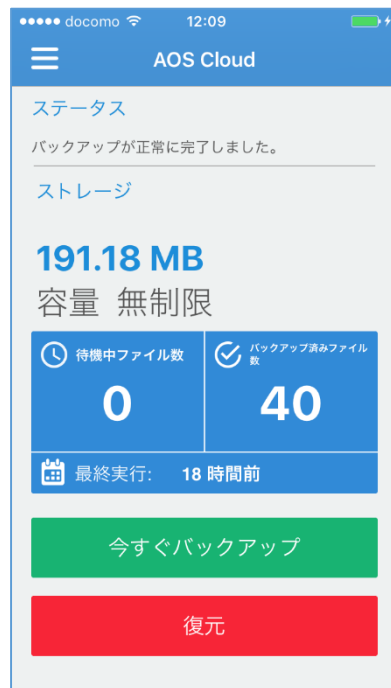 docomo 12:09
AOS Cloud
ステータス
バックアップが正常に完了しました。
ストレージ
191.18 MB
容量 無制限
待機中ファイル数
0
バックアップ済みファイル
数
40
最終実行: 18 時間前
今すぐバックアップ
復元